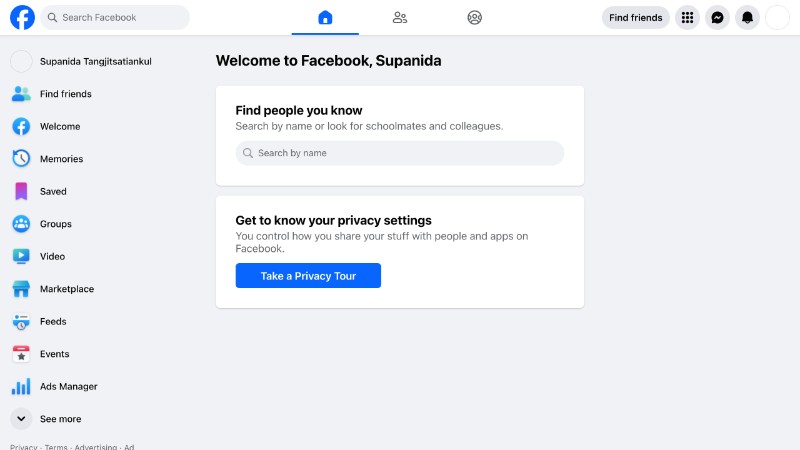 Search Facebook
Find friends
Supanida Tangjitsatiankul
Find friends
Welcome
Memories
Saved
Groups
Video
Marketplace
Feeds
Events
Ads Manager
See more
Privacy · Terms · Advertising · Ad
Welcome to Facebook, Supanida
Find people you know
Search by name or look for schoolmates and colleagues.
Search by name
Get to know your privacy settings
You control how you share your stuff with people and apps on
Facebook.
Take a Privacy Tour